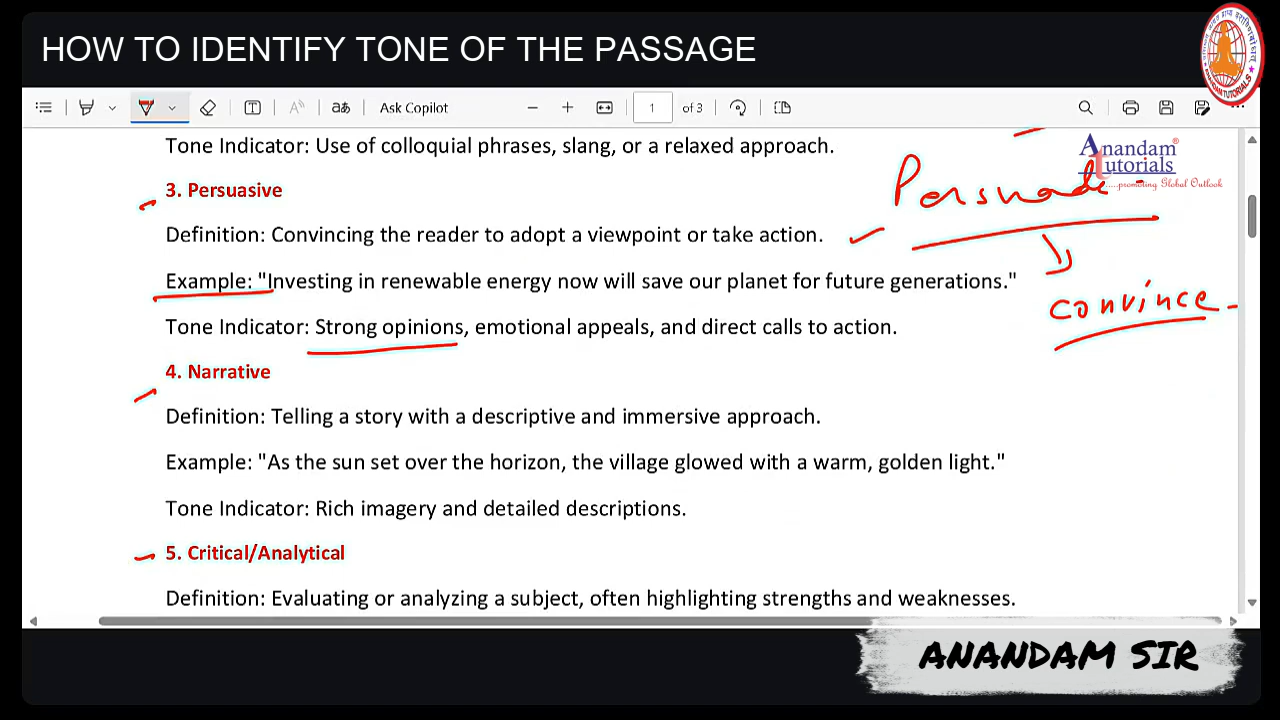 HOW TO IDENTIFY TONE OF THE PASSAGE
Ask Copilot
1 of 3
Tone Indicator: Use of colloquial phrases, slang, or a relaxed approach.
Anandam
tutorials
.....promoting Global Outlook
Persuade -
3. Persuasive
Definition: Convincing the reader to adopt a viewpoint or take action.
Example: "Investing in renewable energy now will save our planet for future generations."
convince -
Tone Indicator: Strong opinions, emotional appeals, and direct calls to action.
4. Narrative
Definition: Telling a story with a descriptive and immersive approach.
Example: "As the sun set over the horizon, the village glowed with a warm, golden light."
Tone Indicator: Rich imagery and detailed descriptions.
5. Critical/Analytical
Definition: Evaluating or analyzing a subject, often highlighting strengths and weaknesses.
ANANDAM SIR